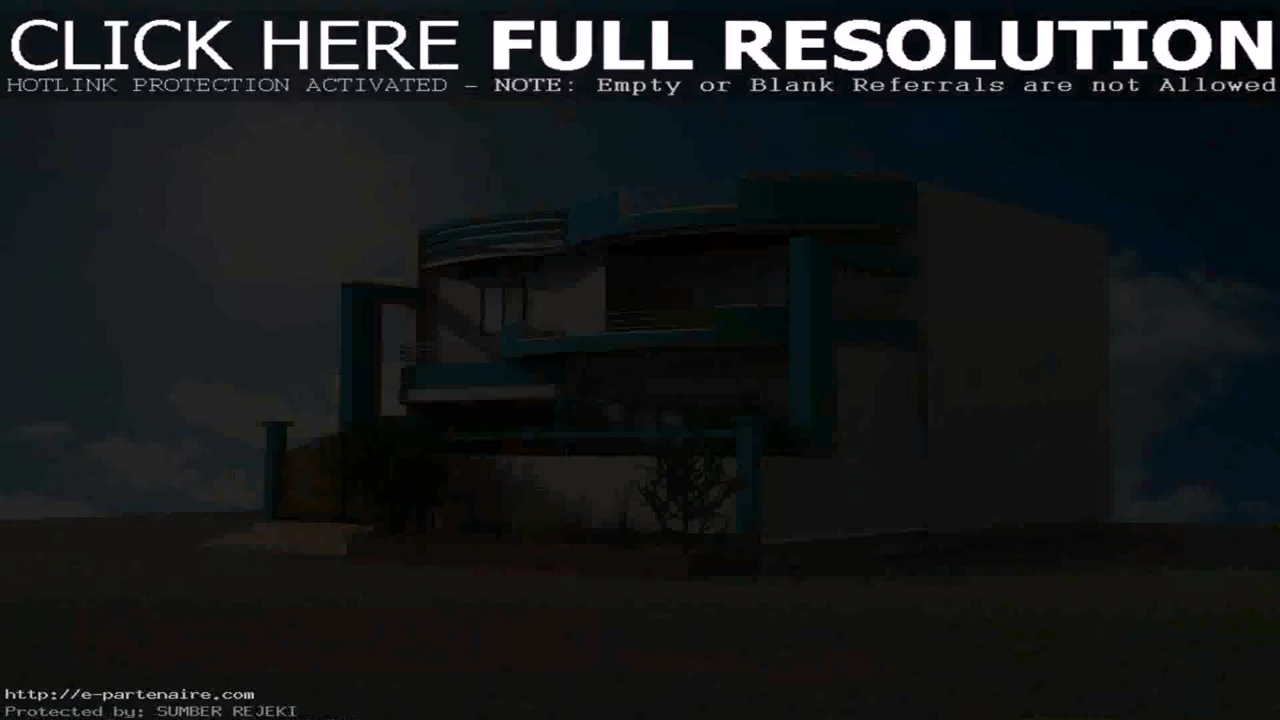 CLICK HERE FULL RESOLUTION
HOTLINK PROTECTION ACTIVATED - NOTE: Empty or Blank Referrals are not Allowed
http://e-partenaire.com
Protected by: SUMBER REJEKI